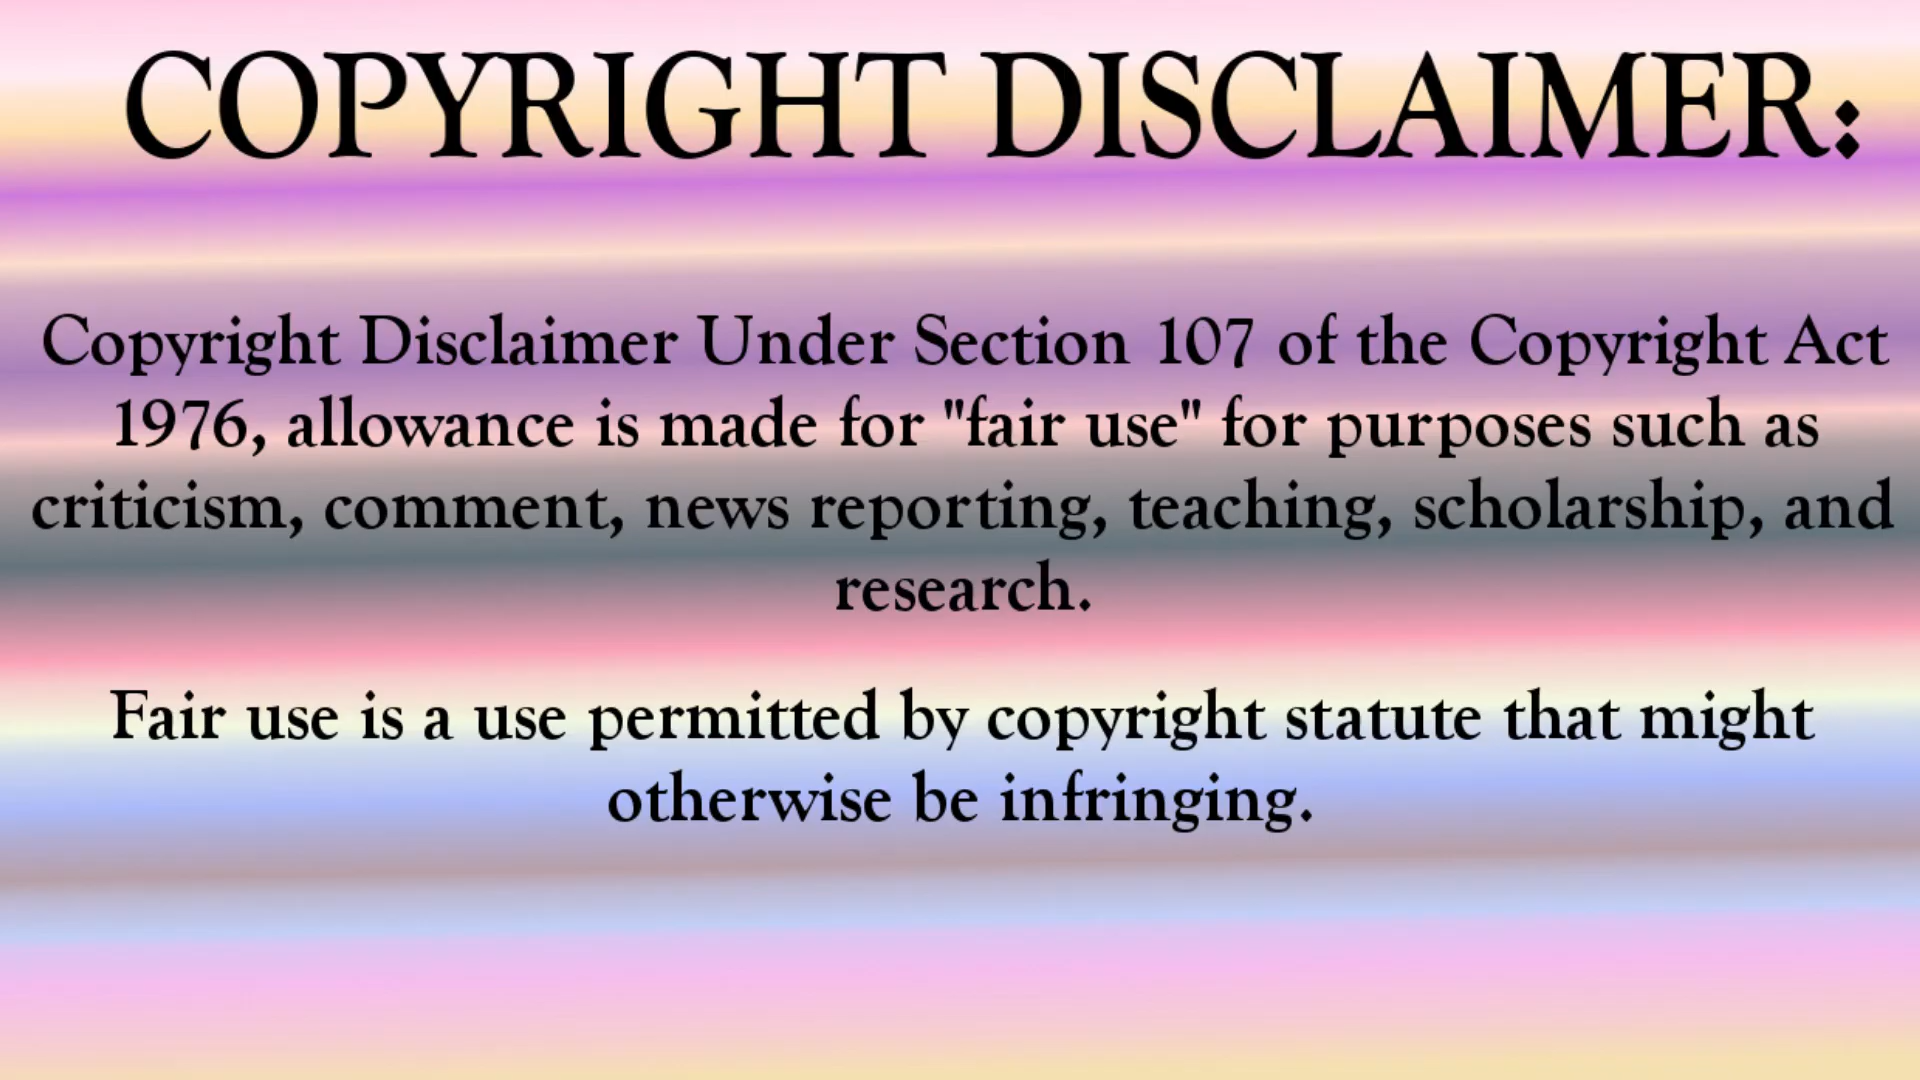 COPYRIGHT DISCLAIMER:
Copyright Disclaimer Under Section 107 of the Copyright Act
1976, allowance is made for "fair use" for purposes such as
criticism, comment, news reporting, teaching, scholarship, and
research.
Fair use is a use permitted by copyright statute that might
otherwise be infringing.